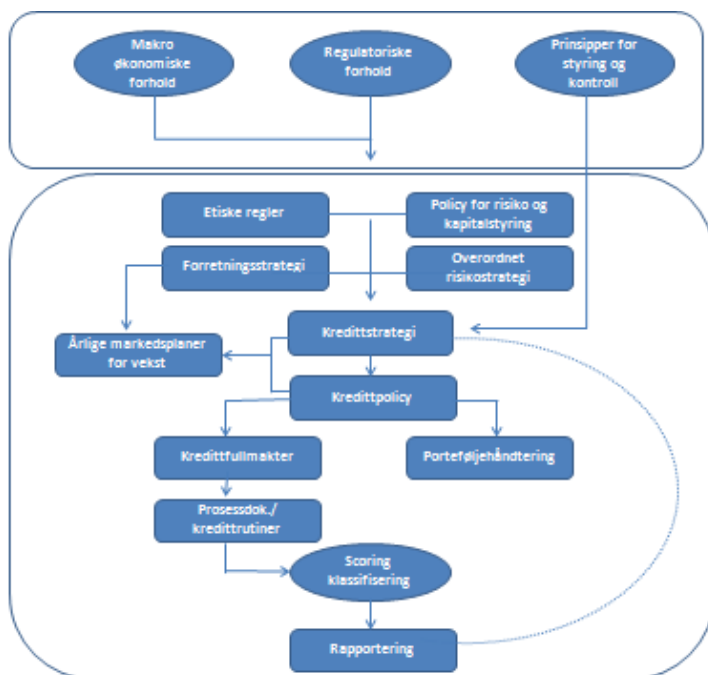 Makro
økonomiske
forhold
Regulatoriske
forhold
Prinsipper for
styring og
kontroll
Etiske regler
Policy for risiko og
kapitalstyring
Forretningsstrategi
Overordnet
risikostrategi
Kredittstrategi
Årlige markedsplaner
for vekst
Kredittpolicy
Kredittfullmakter
Porteføljehåndtering
Prosessdok./
kredittrutiner
Scoring
klassifisering
Rapportering